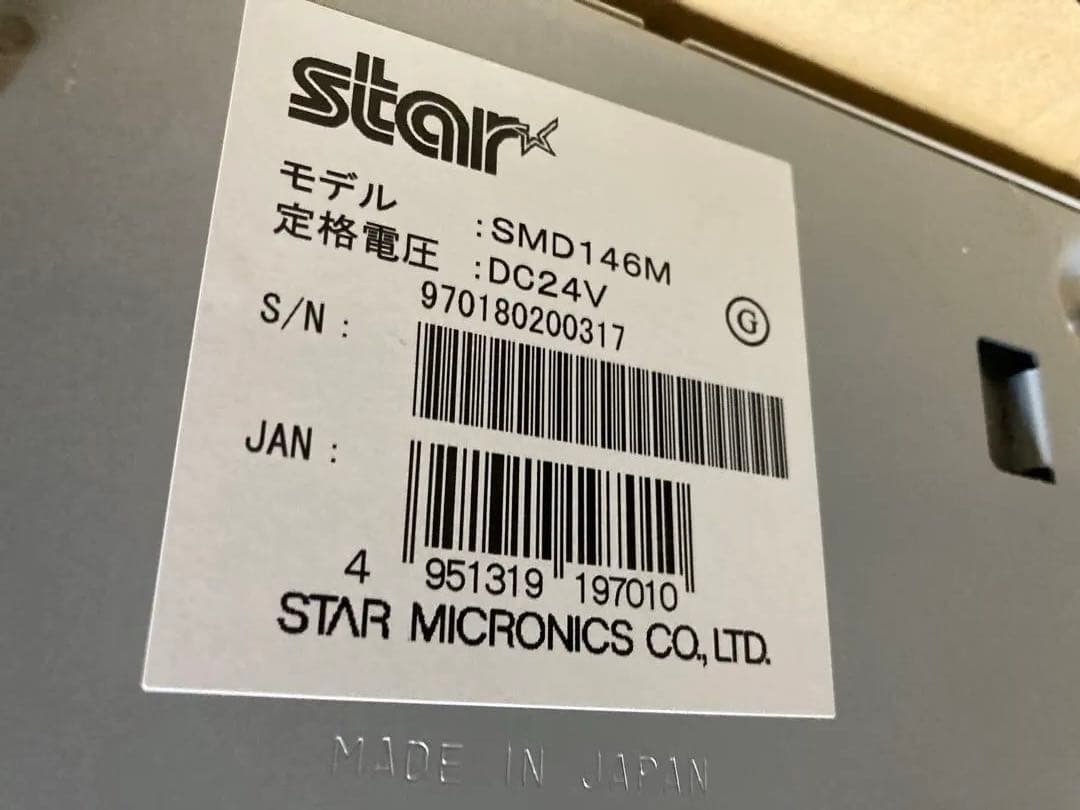 star
モデル :SMD146M
定格電圧 :DC24V
S/N : 970180200317
G
JAN :
4 951319 197010
STAR MICRONICS CO., LTD.
MADE IN JAPAN